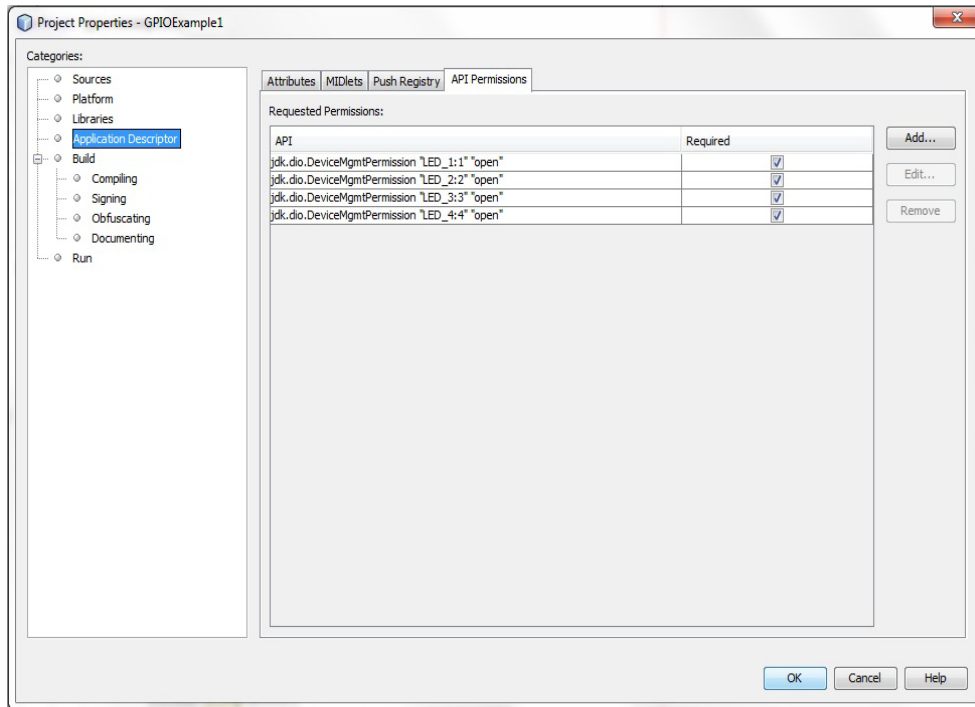 Project Properties - GPIOExample1
x
Categories:
Sources
Platform
Libraries
Application Descriptor
Build
Compiling
Signing
Obfuscating
Documenting
Run
Attributes MIDlets Push Registry API Permissions
Requested Permissions:
API Required
jdk.dio.DeviceMgmtPermission "LED_1:1" "open"
jdk.dio.DeviceMgmtPermission "LED_2:2" "open"
jdk.dio.DeviceMgmtPermission "LED_3:3" "open"
jdk.dio.DeviceMgmtPermission "LED_4:4" "open"
Add...
Edit...
Remove
OK Cancel Help